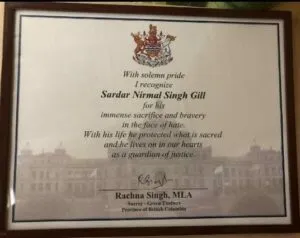 With solemn pride
I recognize
Sardar Nirmal Singh Gill
for his
immense sacrifice and bravery
in the face of hate.
With his life he protected what is sacred
and he lives on in our hearts
as a guardian of justice
Rachna Singh, MLA
Surrey - Green Timbers
Province of British Columbia